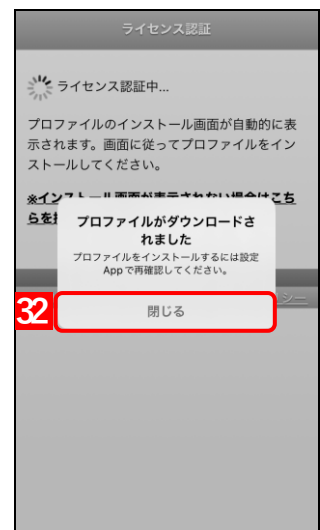 ライセンス認証
ライセンス認証中...
プロファイルのインストール画面が自動的に表
示されます。画面に従ってプロファイルをイン
ストールしてください。
※インストール画面が表示されない場合はこち
らを
プロファイルがダウンロードさ
れました
プロファイルをインストールするには設定
Appで再確認してください。
32
閉じる
シー